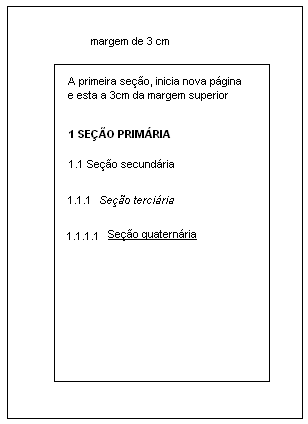 margem de 3 cm
A primeira seção, inicia nova página
e esta a 3cm da margem superior
1 SEÇÃO PRIMÁRIA
1.1 Seção secundária
1.1.1 Seção terciária
1.1.1.1 Seção quaternária